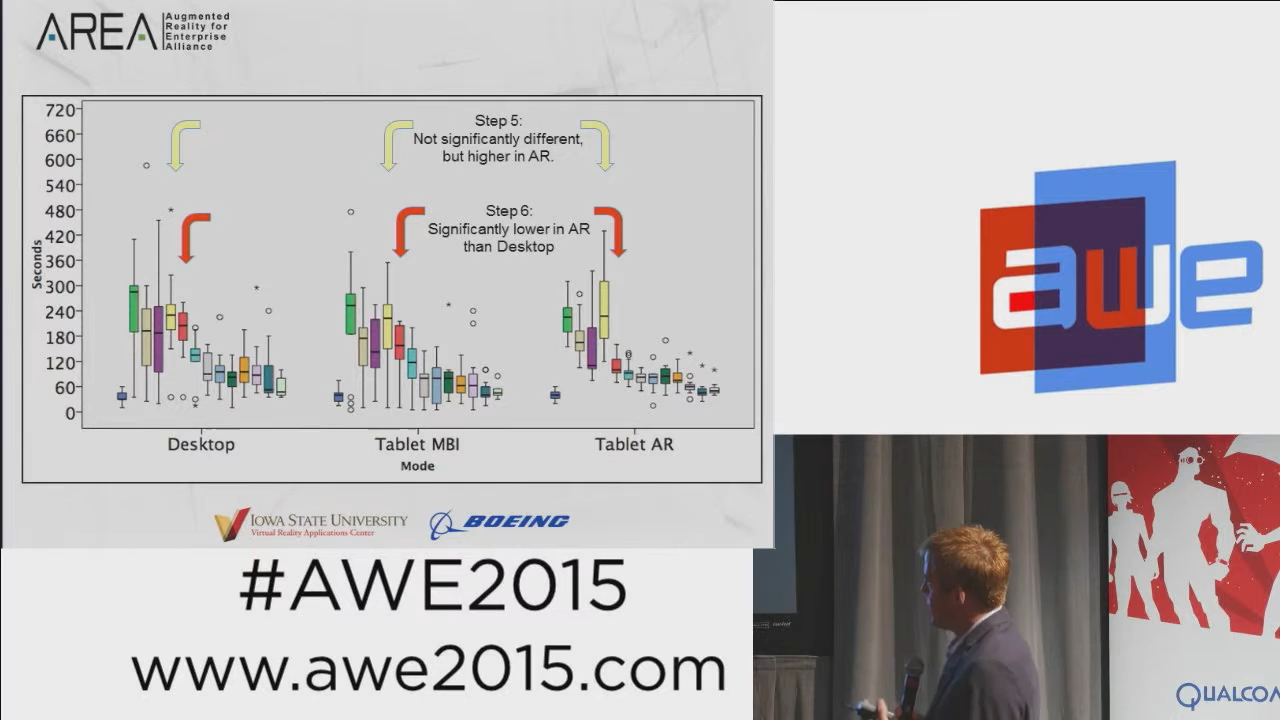 AREA
Augmented
Reality for
Enterprise
Alliance
720
660
600
540
480
420
360
300
240
180
120
60
0
Seconds
Step 5:
Not significantly different,
but higher in AR.
Step 6:
Significantly lower in AR
than Desktop
Desktop
Tablet MBI
Tablet AR
Mode
IOWA STATE UNIVERSITY
Virtual Reality Applications Center
BOEING
#AWE2015
www.awe2015.com
awe
QUALCO